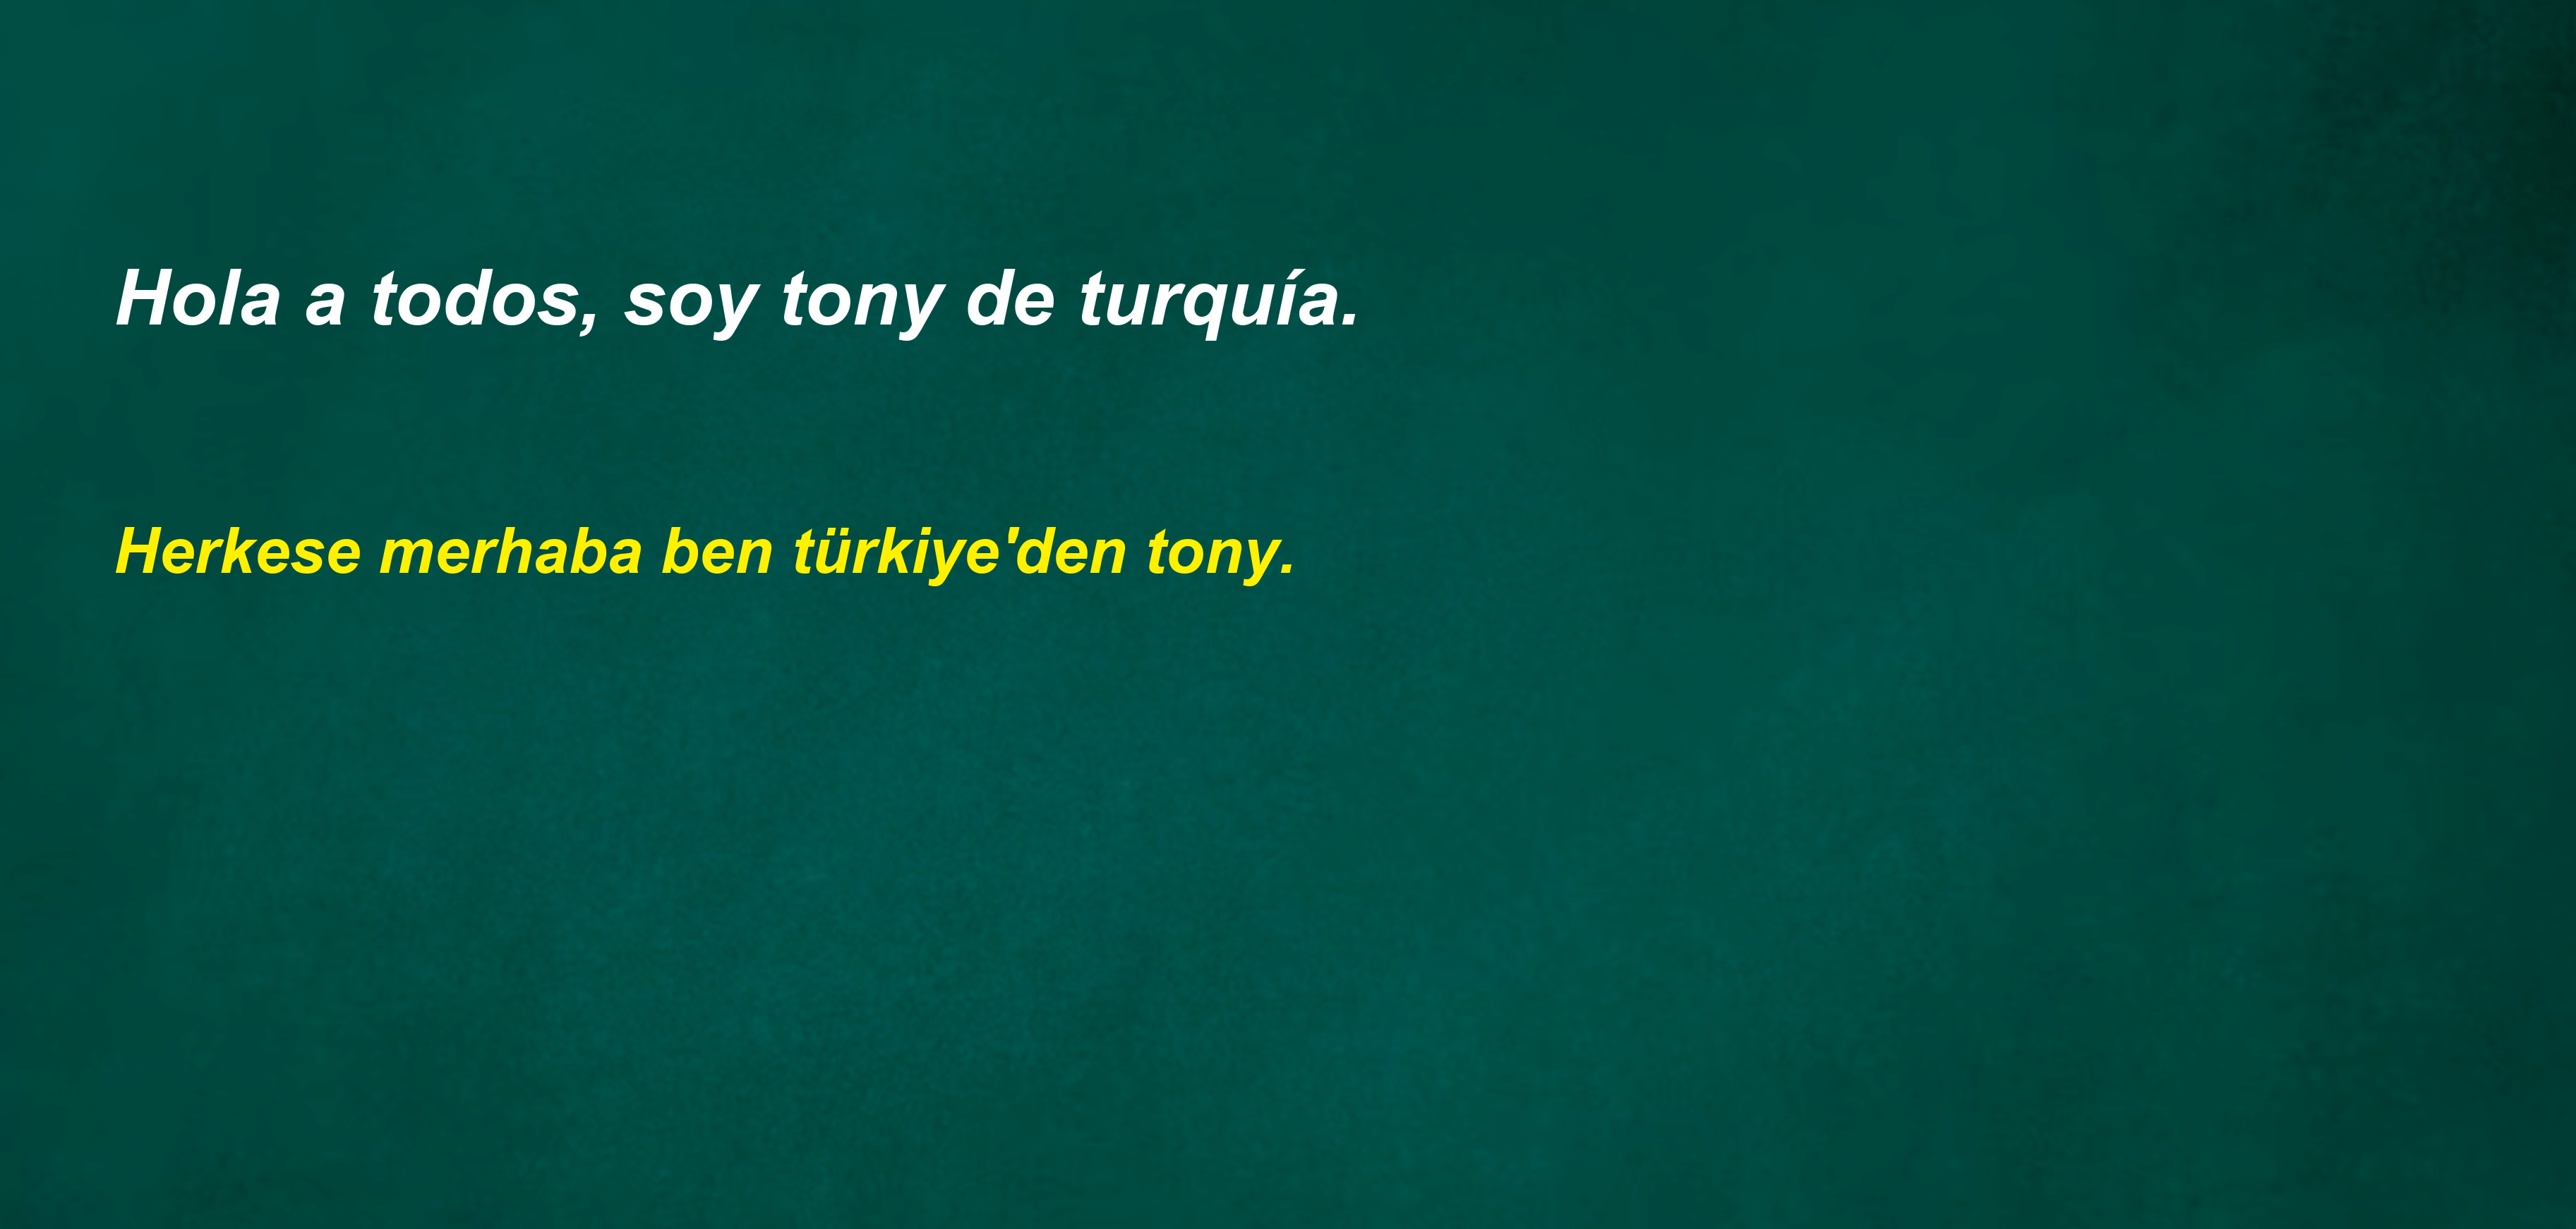 Hola a todos, soy tony de turquía.
Herkese merhaba ben türkiye'den tony.